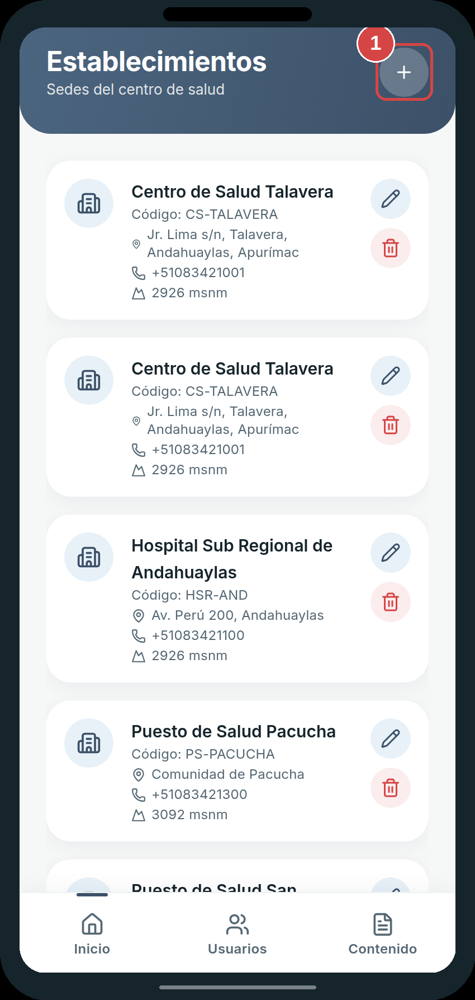 Establecimientos
1
Sedes del centro de salud
Centro de Salud Talavera
Código: CS-TALAVERA
Jr. Lima s/n, Talavera,
Andahuaylas, Apurímac
+51083421001
2926 msnm
Centro de Salud Talavera
Código: CS-TALAVERA
Jr. Lima s/n, Talavera,
Andahuaylas, Apurímac
+51083421001
2926 msnm
Hospital Sub Regional de
Andahuaylas
Código: HSR-AND
Av. Perú 200, Andahuaylas
+51083421100
2926 msnm
Puesto de Salud Pacucha
Código: PS-PACUCHA
Comunidad de Pacucha
+51083421300
3092 msnm
Puesto de Salud San
Inicio
Usuarios
Contenido